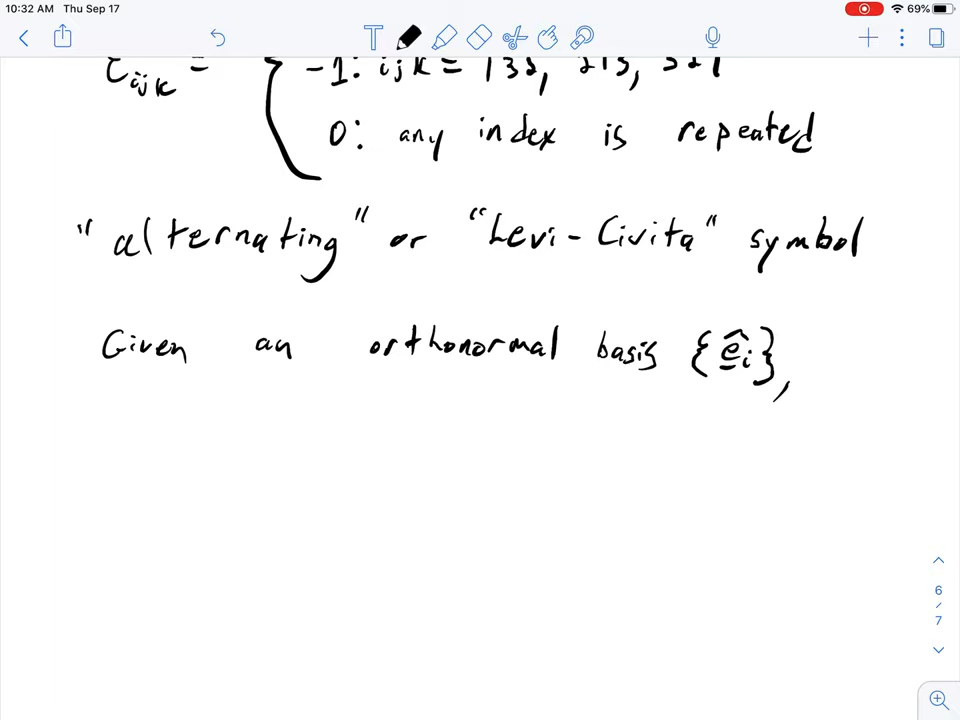 10:32 AM Thu Sep 17
69%
T
εijk = { -1: ijk = 132, 213, 321
0: any index is repeated
"alternating" or "Levi-Civita" symbol
Given an orthonormal basis {êi},
6
/
7